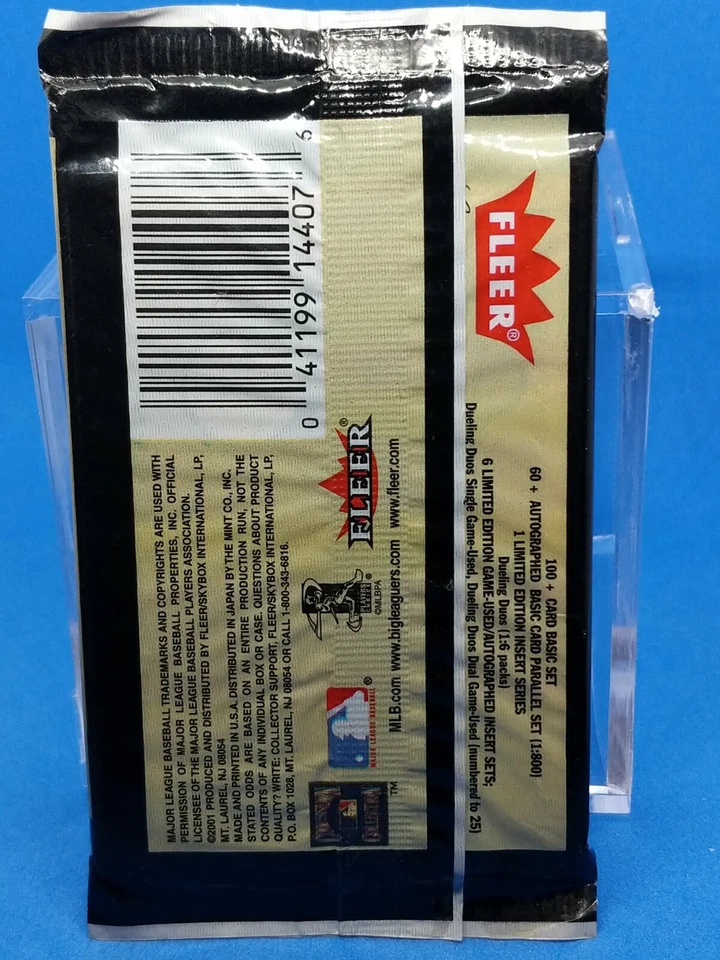 FLEER®
100 + CARD BASIC SET
60 + AUTOGRAPHED BASIC CARD PARALLEL SET (1:800)
1 LIMITED EDITION INSERT SERIES
Dueling Duos (1:6 packs)
6 LIMITED EDITION GAME-USED/AUTOGRAPHED INSERT SETS;
Dueling Duos Single Game-Used, Dueling Duos Dual Game-Used (numbered to 25)
0 41199 14407 6
MAJOR LEAGUE BASEBALL TRADEMARKS AND COPYRIGHTS ARE USED WITH
PERMISSION OF MAJOR LEAGUE BASEBALL PROPERTIES, INC. OFFICIAL
LICENSEE OF THE MAJOR LEAGUE BASEBALL PLAYERS ASSOCIATION.
©2001 PRODUCED AND DISTRIBUTED BY FLEER/SKYBOX INTERNATIONAL, LP,
MT. LAUREL, NJ 08054
MADE AND PRINTED IN U.S.A. DISTRIBUTED IN JAPAN BY THE MINT CO., INC.
STATED ODDS ARE BASED ON AN ENTIRE PRODUCTION RUN, NOT THE
CONTENTS OF ANY INDIVIDUAL BOX OR CASE. QUESTIONS ABOUT PRODUCT
QUALITY? WRITE: COLLECTOR SUPPORT, FLEER/SKYBOX INTERNATIONAL, LP,
P.O. BOX 1028, MT. LAUREL, NJ 08054 OR CALL 1-800-343-6816.
TM
MAJOR LEAGUE BASEBALL
®
©MLBPA
®
FLEER®
MLB.com www.bigleaguers.com www.fleer.com